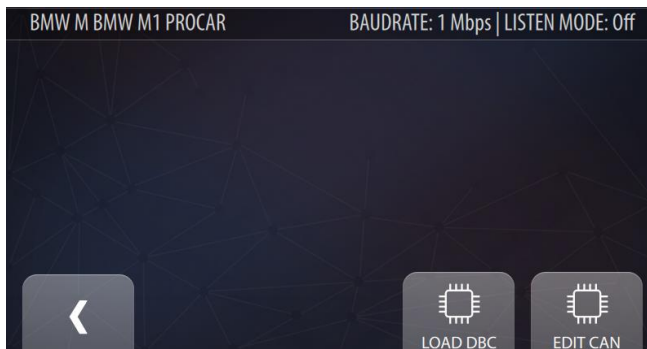 BMW M BMW M1 PROCAR BAUDRATE: 1 Mbps | LISTEN MODE: Off
LOAD DBC EDIT CAN